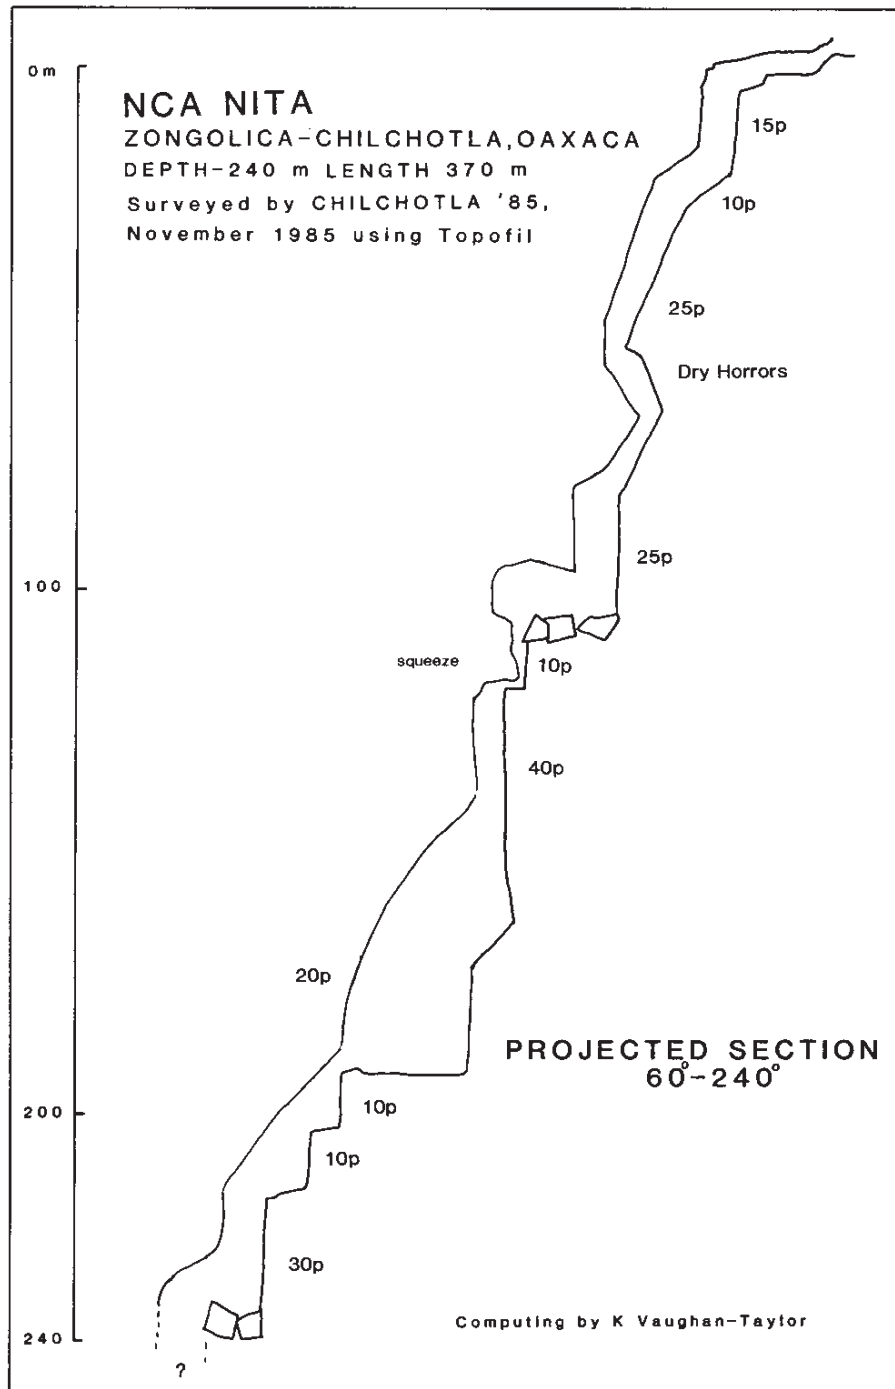 0m
NCA NITA
ZONGOLICA-CHILCHOTLA, OAXACA
DEPTH-240 m LENGTH 370 m
Surveyed by CHILCHOTLA '85,
November 1985 using Topofil
15p
10p
25p
Dry Horrors
25p
100
squeeze
10p
40p
20p
PROJECTED SECTION
60°-240°
200
10p
10p
30p
Computing by K Vaughan-Taylor
240
?